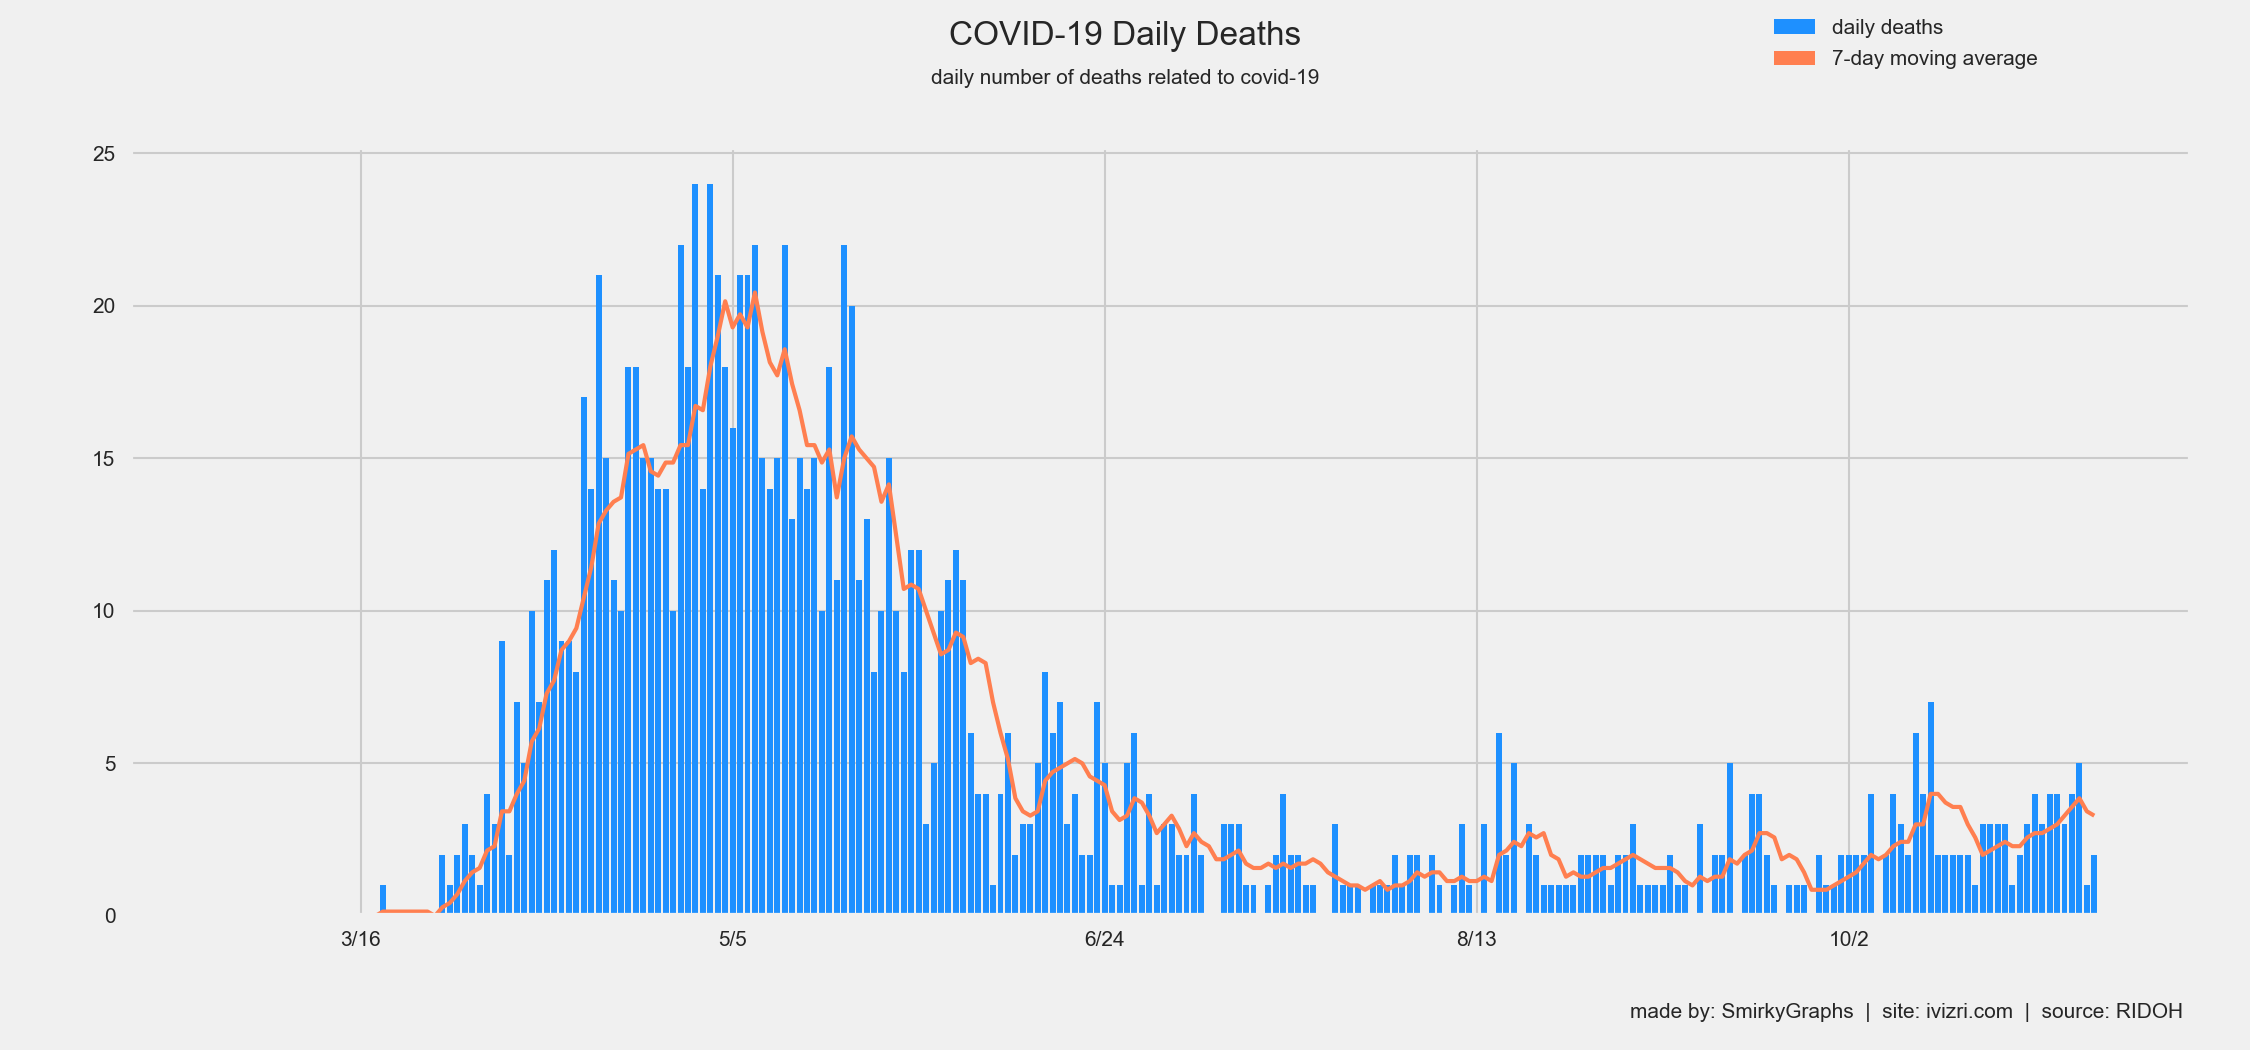 COVID-19 Daily Deaths
daily number of deaths related to covid-19
daily deaths
7-day moving average
25
20
15
10
5
0
3/16
5/5
6/24
8/13
10/2
made by: SmirkyGraphs | site: ivizri.com | source: RIDOH